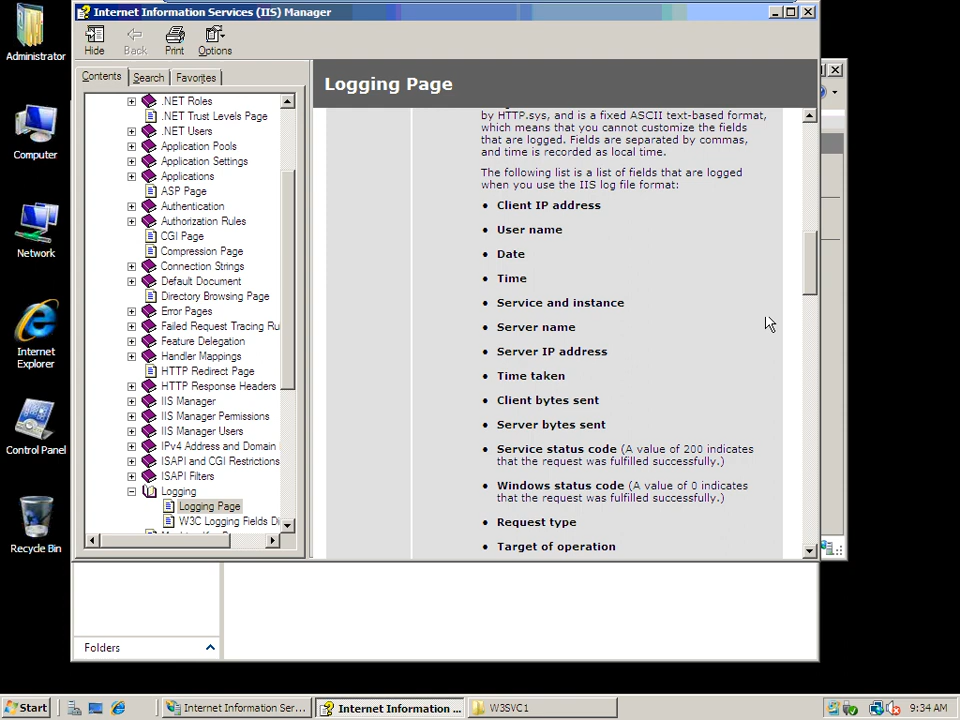 Administrator
Computer
Network
Internet
Explorer
Control Panel
Recycle Bin
Internet Information Services (IIS) Manager
Hide
Back
Print
Options
Contents
Search
Favorites
.NET Roles
.NET Trust Levels Page
.NET Users
Application Pools
Application Settings
Applications
ASP Page
Authentication
Authorization Rules
CGI Page
Compression Page
Connection Strings
Default Document
Directory Browsing Page
Error Pages
Failed Request Tracing Ru
Feature Delegation
Handler Mappings
HTTP Redirect Page
HTTP Response Headers
IIS Manager
IIS Manager Permissions
IIS Manager Users
IPv4 Address and Domain
ISAPI and CGI Restrictions
ISAPI Filters
Logging
Logging Page
W3C Logging Fields Di
Logging Page
by HTTP.sys, and is a fixed ASCII text-based format,
which means that you cannot customize the fields
that are logged. Fields are separated by commas,
and time is recorded as local time.
The following list is a list of fields that are logged
when you use the IIS log file format:
• Client IP address
• User name
• Date
• Time
• Service and instance
• Server name
• Server IP address
• Time taken
• Client bytes sent
• Server bytes sent
• Service status code (A value of 200 indicates
that the request was fulfilled successfully.)
• Windows status code (A value of 0 indicates
that the request was fulfilled successfully.)
• Request type
• Target of operation
Folders
Start
Internet Information Ser...
Internet Information ...
W3SVC1
9:34 AM